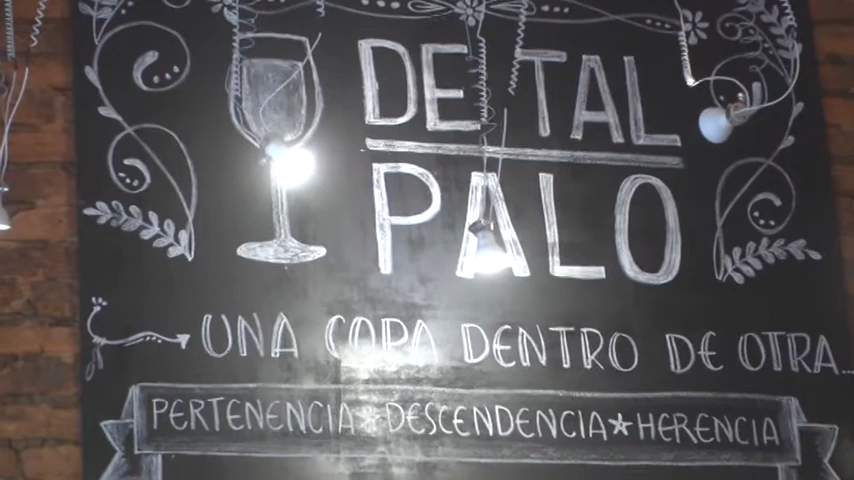 DE TAL
PALO
UNA COPA DENTRO DE OTRA...
PERTENENCIA*DESCENDENCIA★HERENCIA